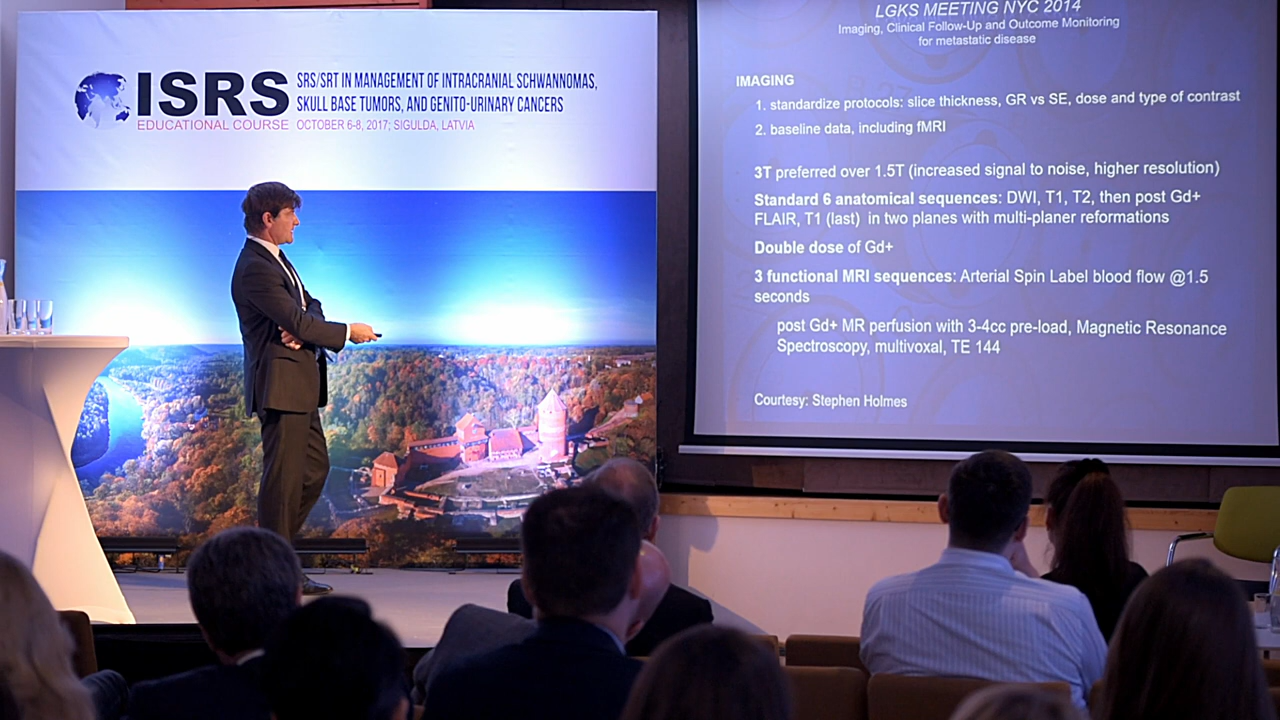 ISRS
EDUCATIONAL COURSE
SRS/SRT IN MANAGEMENT OF INTRACRANIAL SCHWANNOMAS,
SKULL BASE TUMORS, AND GENITO-URINARY CANCERS
OCTOBER 6-8, 2017; SIGULDA, LATVIA
LGKS MEETING NYC 2014
Imaging, Clinical Follow-Up and Outcome Monitoring
for metastatic disease
IMAGING
1. standardize protocols: slice thickness, GR vs SE, dose and type of contrast
2. baseline data, including fMRI
3T preferred over 1.5T (increased signal to noise, higher resolution)
Standard 6 anatomical sequences: DWI, T1, T2, then post Gd+
FLAIR, T1 (last) in two planes with multi-planer reformations
Double dose of Gd+
3 functional MRI sequences: Arterial Spin Label blood flow @1.5
seconds
post Gd+ MR perfusion with 3-4cc pre-load, Magnetic Resonance
Spectroscopy, multivoxal, TE 144
Courtesy: Stephen Holmes